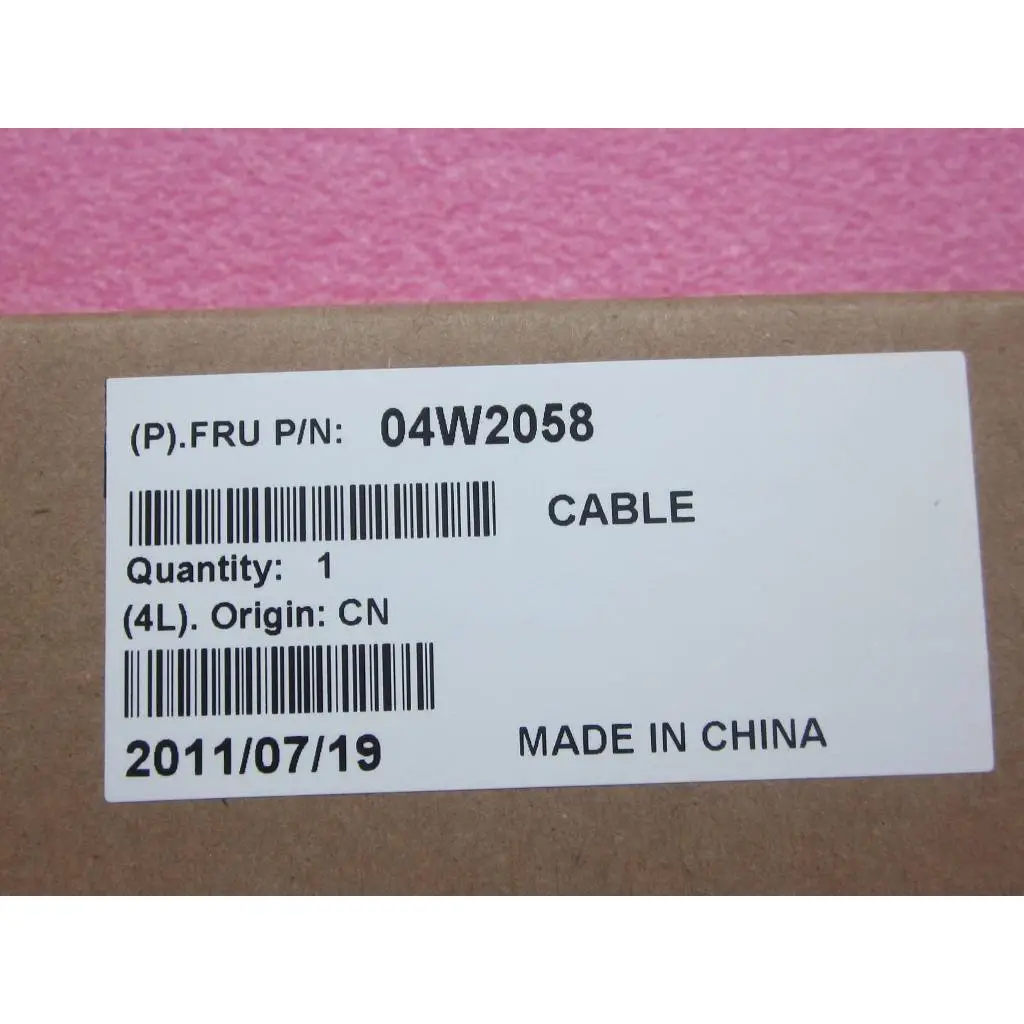 (P).FRU P/N: 04W2058
CABLE
Quantity: 1
(4L). Origin: CN
2011/07/19
MADE IN CHINA